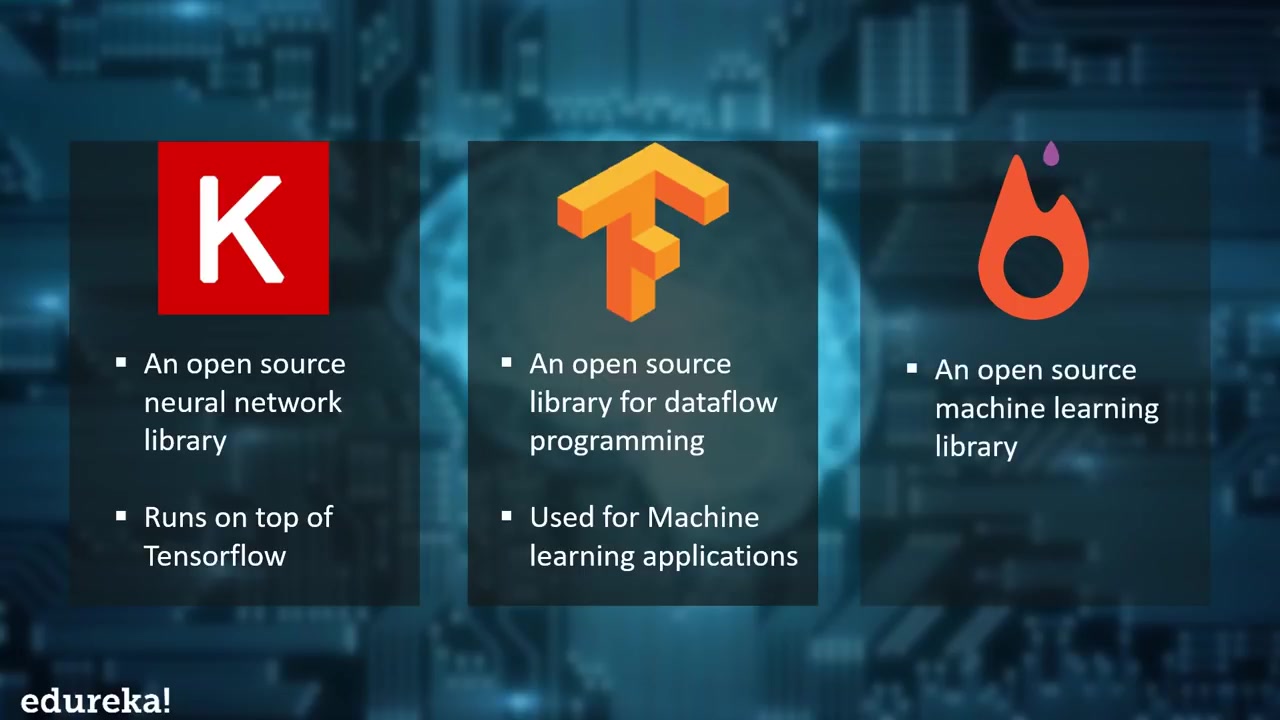 K
▪ An open source
neural network
library
▪ Runs on top of
Tensorflow
▪ An open source
library for dataflow
programming
▪ Used for Machine
learning applications
▪ An open source
machine learning
library
edureka!